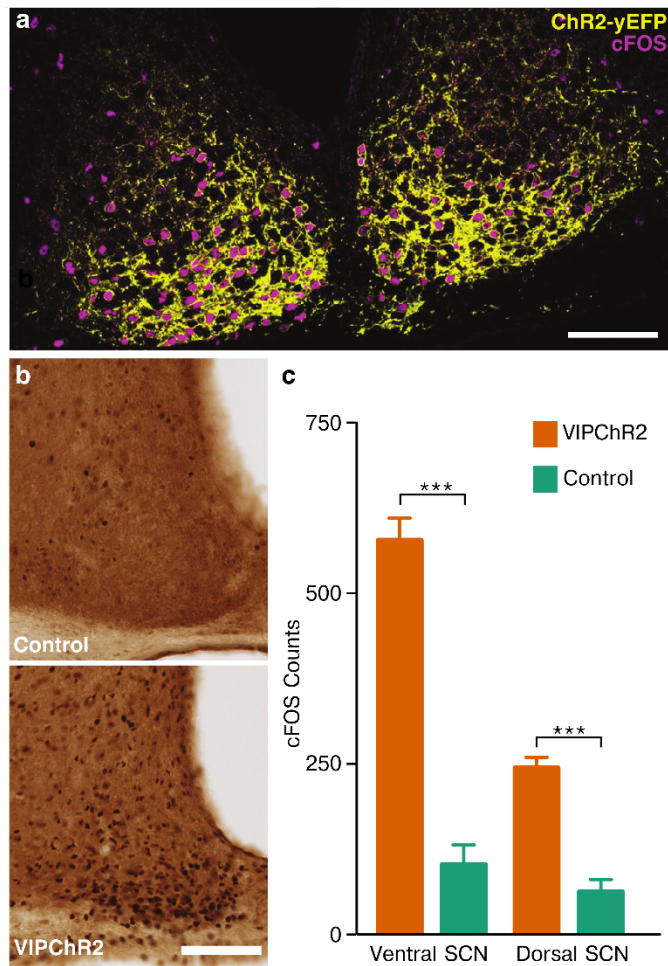 a
ChR2-yEFP
cFOS
b
b
Control
VIPChR2
c
750
500
250
0
cFOS Counts
VIPChR2
Control
***
***
Ventral SCN
Dorsal SCN